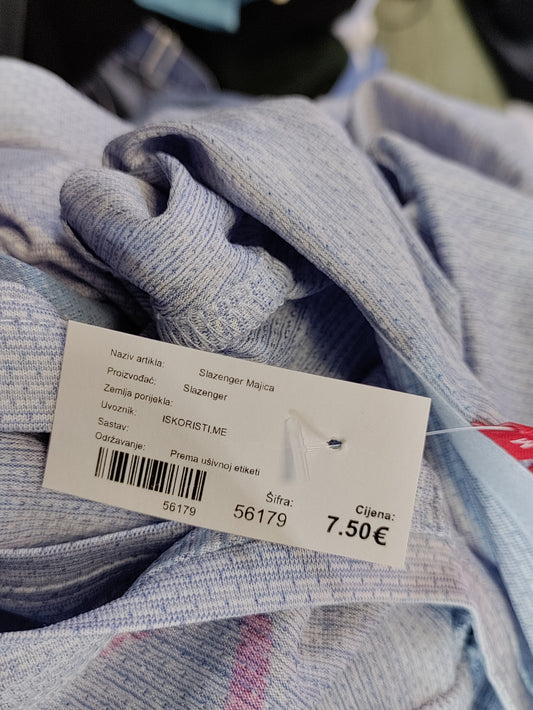 Naziv artikla: Slazenger Majica
Proizvođač: Slazenger
Zemlja porijekla:
Uvoznik: ISKORISTI.ME
Sastav:
Održavanje: Prema ušivnoj etiketi
56179
Šifra:
56179
Cijena:
7.50€